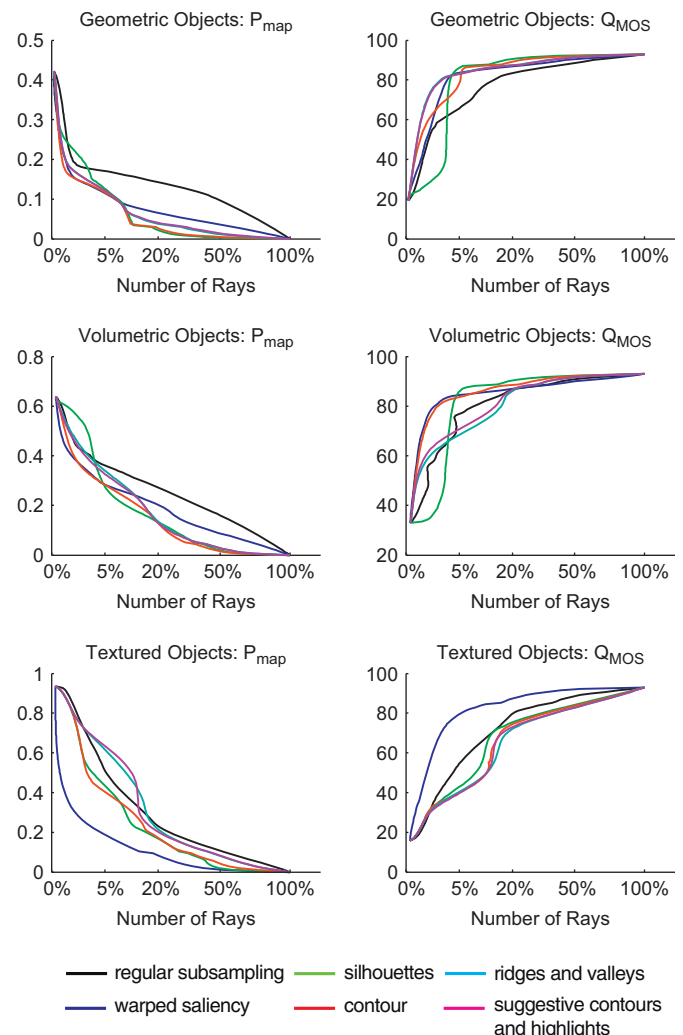 Geometric Objects: P_map
0.5
0.4
0.3
0.2
0.1
0
0% 5% 20% 50% 100%
Number of Rays
Geometric Objects: Q_MOS
100
80
60
40
20
0
0% 5% 20% 50% 100%
Number of Rays
Volumetric Objects: P_map
0.8
0.6
0.4
0.2
0
0% 5% 20% 50% 100%
Number of Rays
Volumetric Objects: Q_MOS
100
80
60
40
20
0% 5% 20% 50% 100%
Number of Rays
Textured Objects: P_map
1
0.8
0.6
0.4
0.2
0
0% 5% 20% 50% 100%
Number of Rays
Textured Objects: Q_MOS
100
80
60
40
20
0
0% 5% 20% 50% 100%
Number of Rays
regular subsampling
silhouettes
ridges and valleys
warped saliency
contour
suggestive contours
and highlights